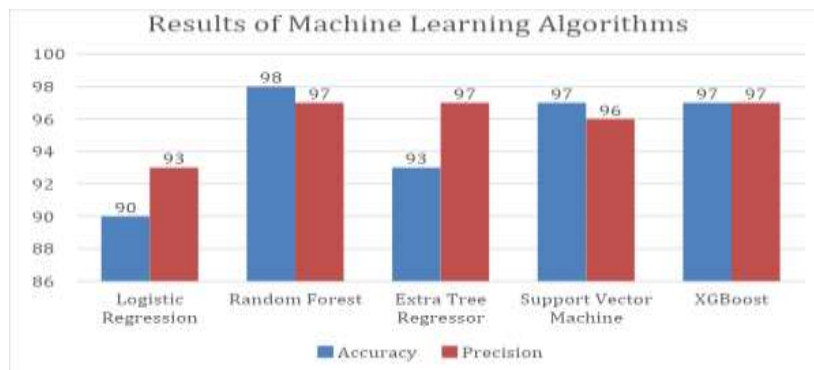 Results of Machine Learning Algorithms
100
98
96
94
92
90
88
86
90
93
98
97
93
97
97
96
97
97
Logistic
Regression
Random Forest
Extra Tree
Regressor
Support Vector
Machine
XGBoost
Accuracy
Precision